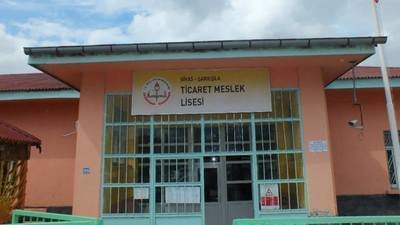 SİVAS - ŞARKIŞLA
TİCARET MESLEK
LİSESİ